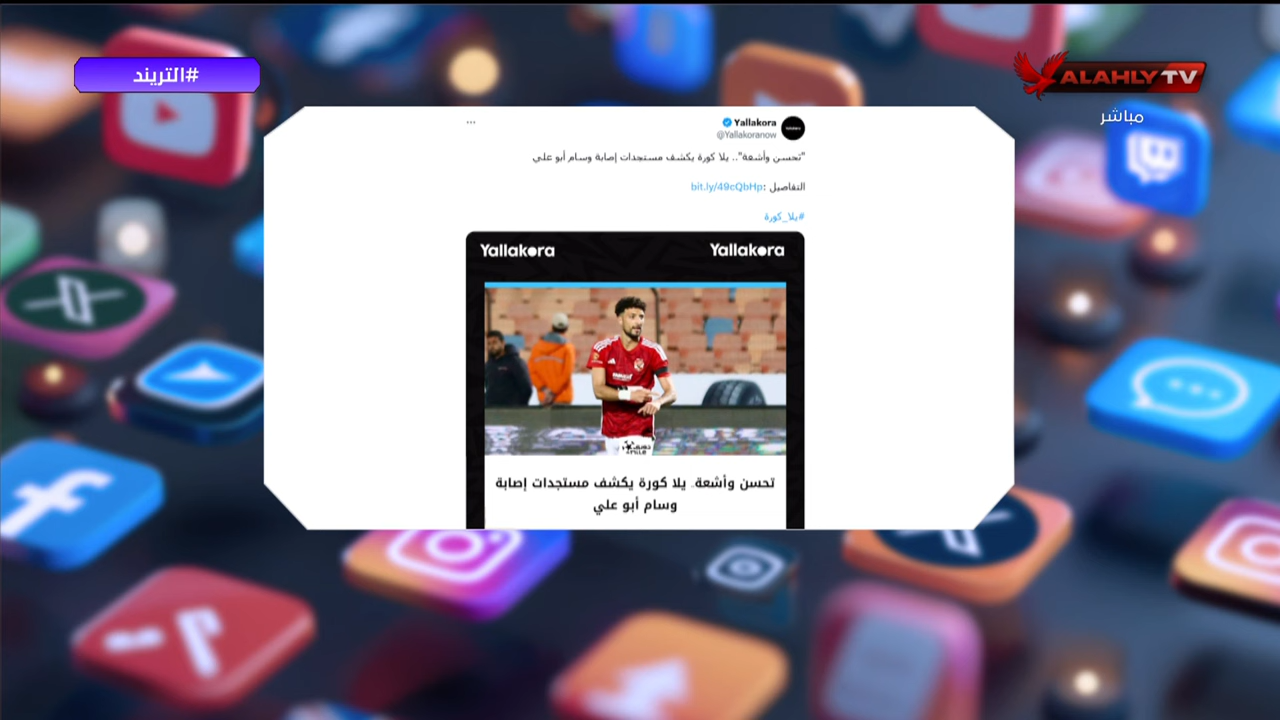 #التريند
ALAHLY TV
مباشر
Yallakora
@Yallakoranow
"تحسن وأشعة".. يلا كورة يكشف مستجدات إصابة وسام أبو علي
التفاصيل: bit.ly/49cQbHp
#يلا_كورة
Yallakora
Yallakora
تحسن وأشعة.. يلا كورة يكشف مستجدات إصابة
وسام أبو علي